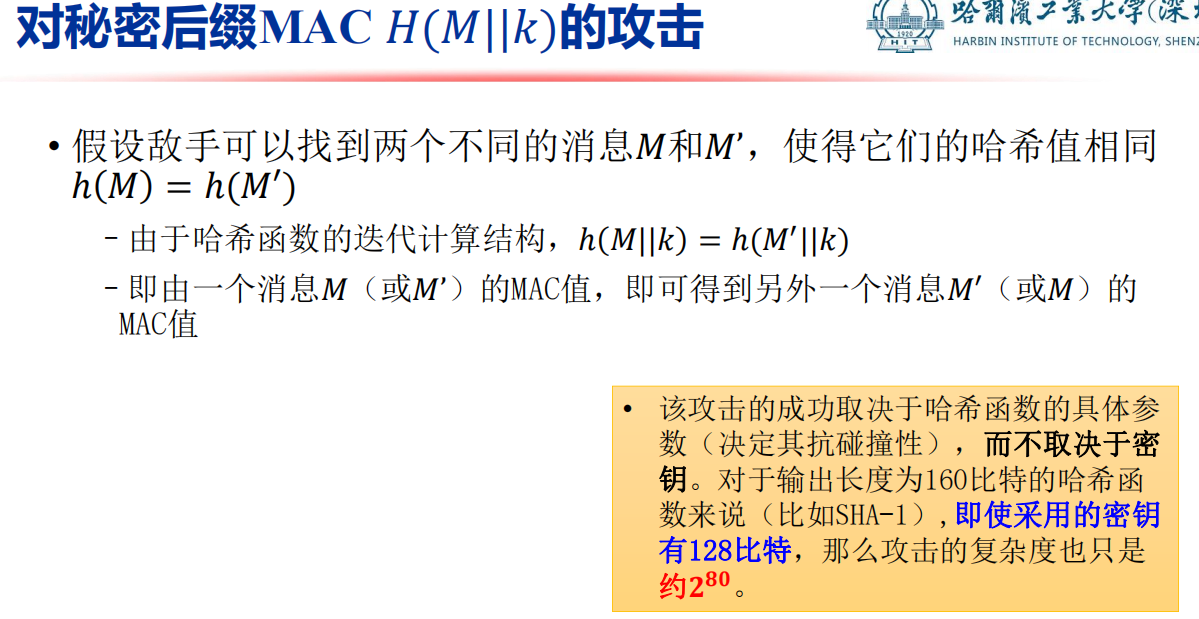 对秘密后缀MAC H(M||k)的攻击
哈尔滨工业大学(深
HARBIN INSTITUTE OF TECHNOLOGY, SHENZ
1920
HIT
• 假设敌手可以找到两个不同的消息M和M’，使得它们的哈希值相同
h(M) = h(M′)
– 由于哈希函数的迭代计算结构，h(M||k) = h(M′||k)
– 即由一个消息M（或M’）的MAC值，即可得到另外一个消息M′（或M）的
MAC值
• 该攻击的成功取决于哈希函数的具体参
数（决定其抗碰撞性），而不取决于密
钥。对于输出长度为160比特的哈希函
数来说（比如SHA-1）,即使采用的密钥
有128比特，那么攻击的复杂度也只是
约2⁸⁰。